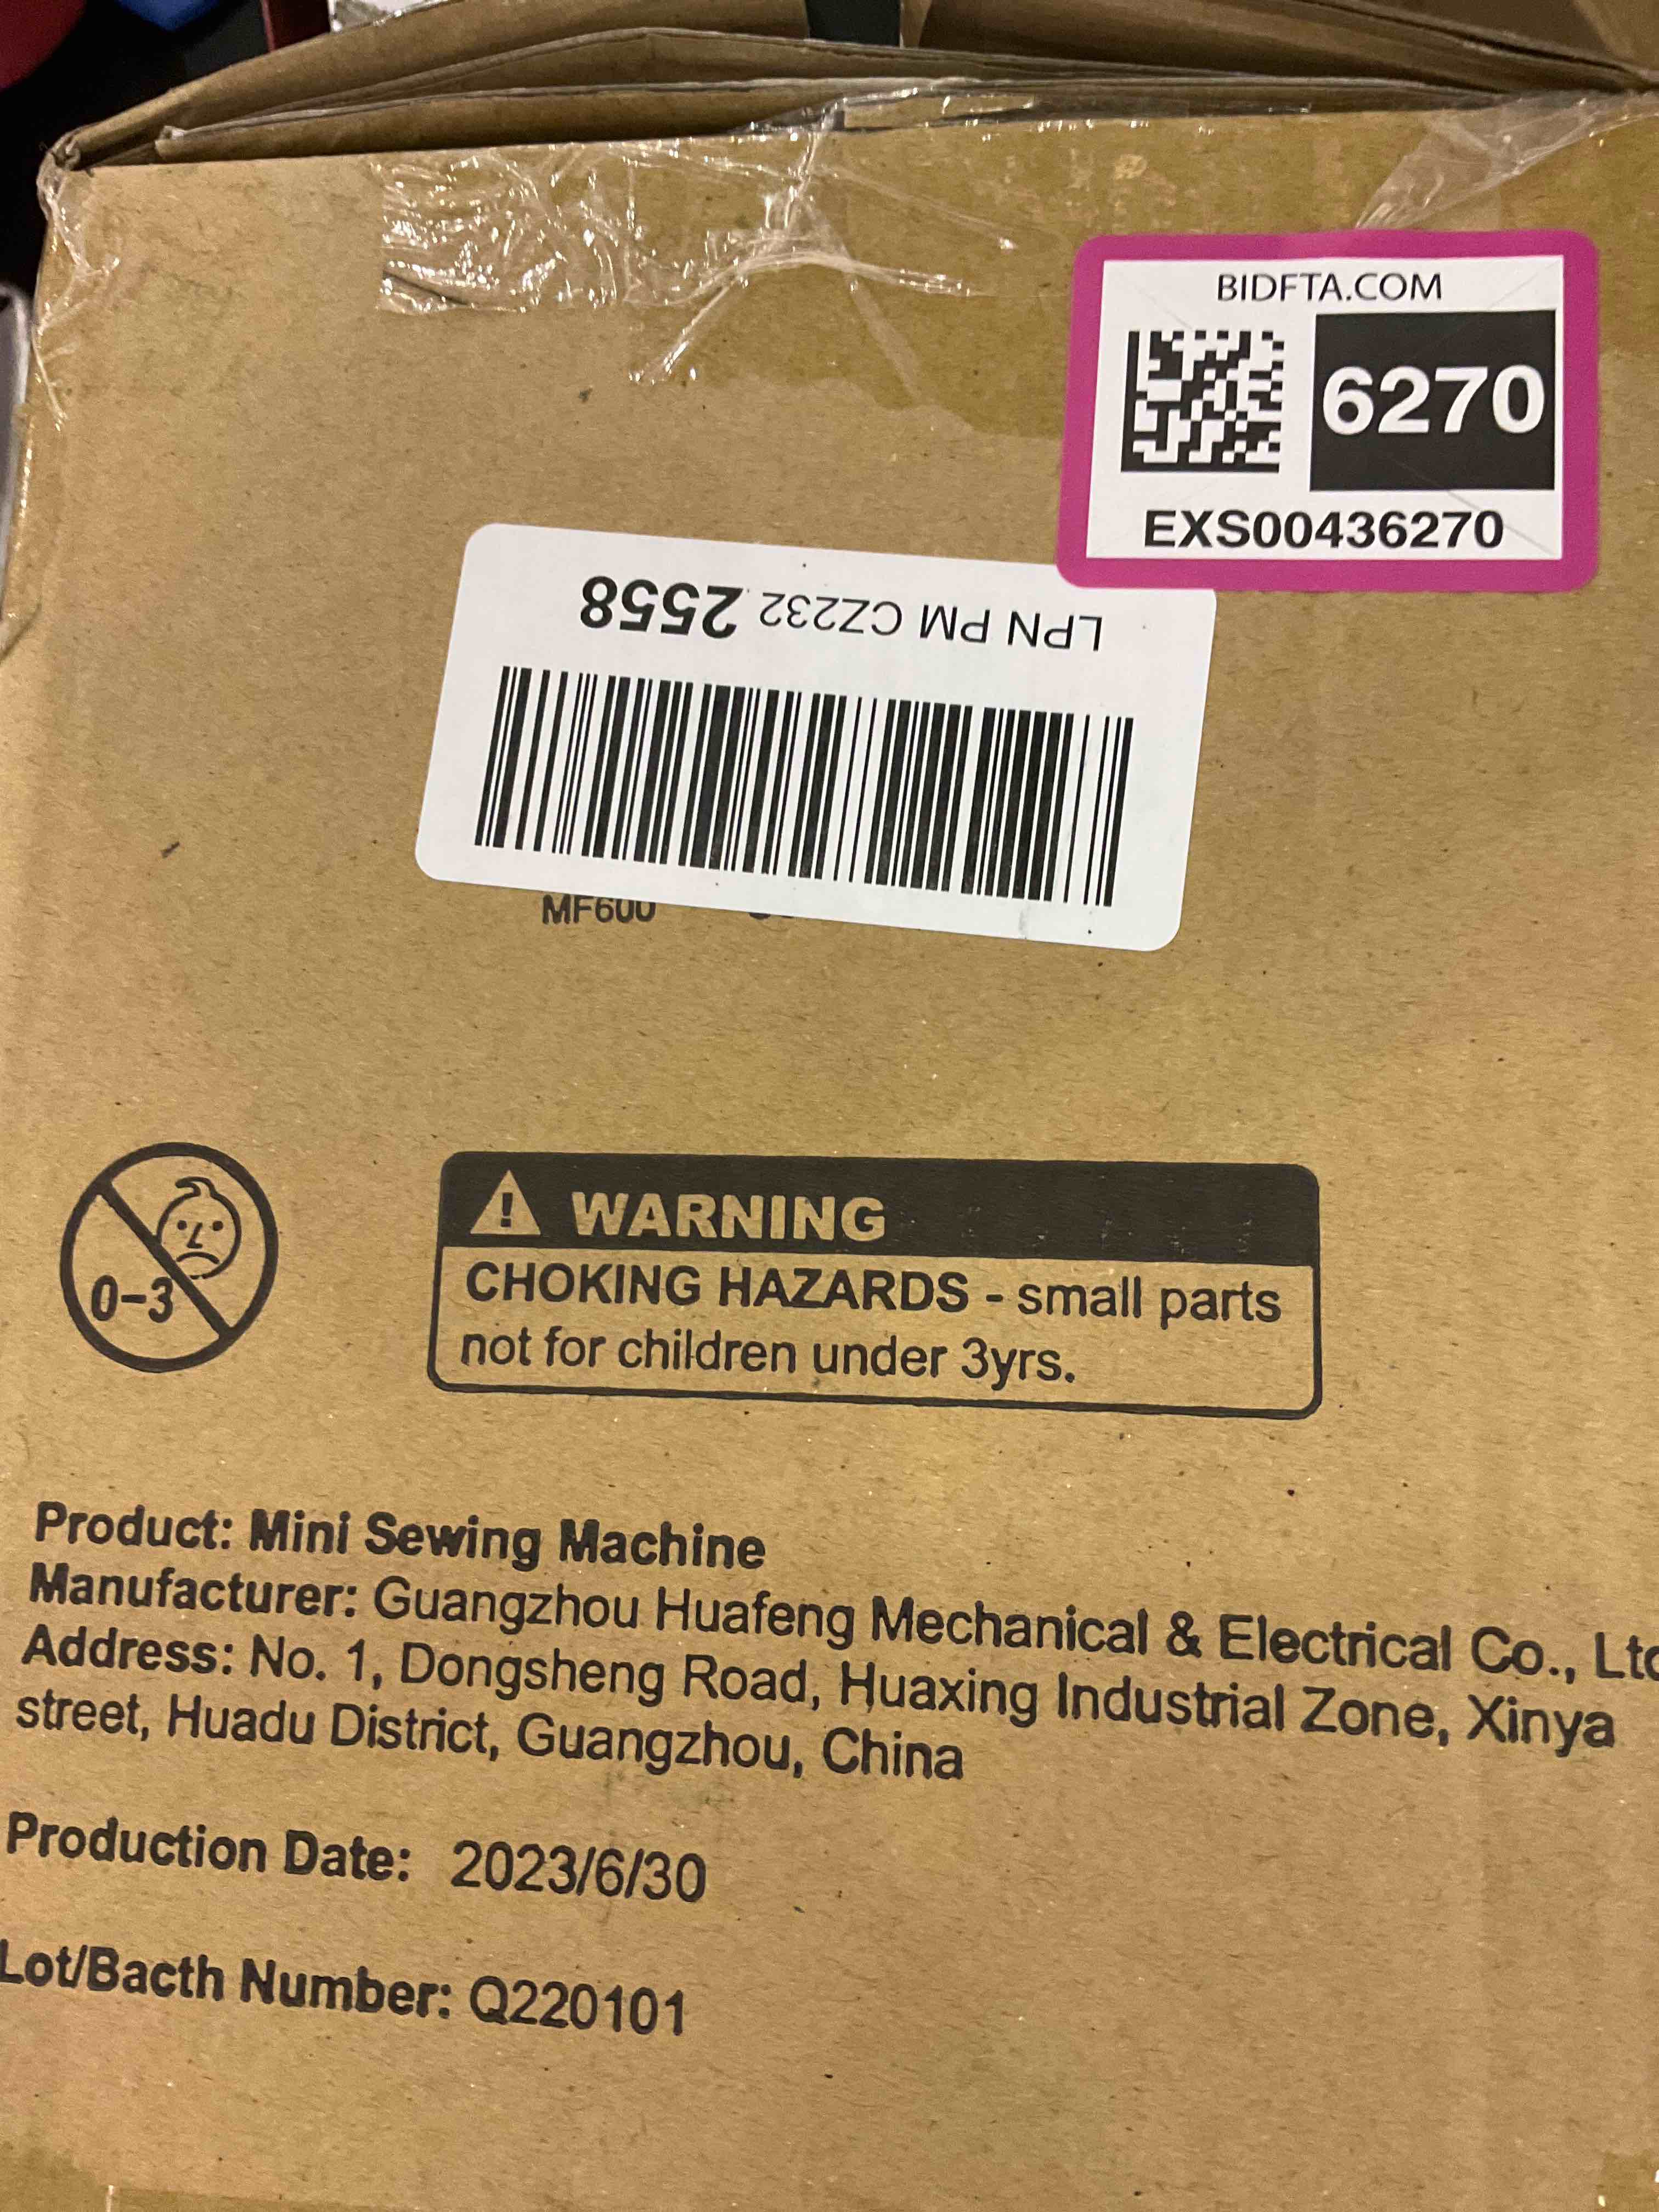 BIDFTA.COM
6270
EXS00436270
LPN PM CZ232 2558
MF600
0-3
WARNING
CHOKING HAZARDS - small parts
not for children under 3yrs.
Product: Mini Sewing Machine
Manufacturer: Guangzhou Huafeng Mechanical & Electrical Co., Ltd
Address: No. 1, Dongsheng Road, Huaxing Industrial Zone, Xinya
street, Huadu District, Guangzhou, China
Production Date: 2023/6/30
Lot/Bacth Number: Q220101